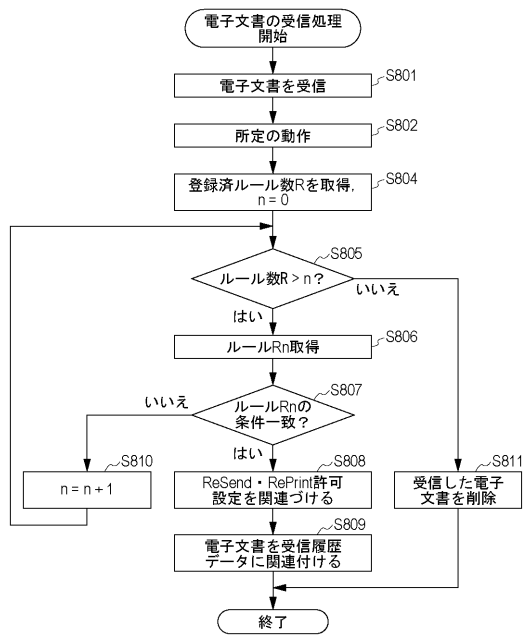 電子文書の受信処理
開始
電子文書を受信
S801
所定の動作
S802
登録済ルール数Rを取得,
n = 0
S804
ルール数R > n？
S805
いいえ
はい
ルールRn取得
S806
ルールRnの
条件一致？
S807
いいえ
はい
n = n + 1
S810
ReSend・RePrint許可
設定を関連づける
S808
受信した電子
文書を削除
S811
電子文書を受信履歴
データに関連付ける
S809
終了